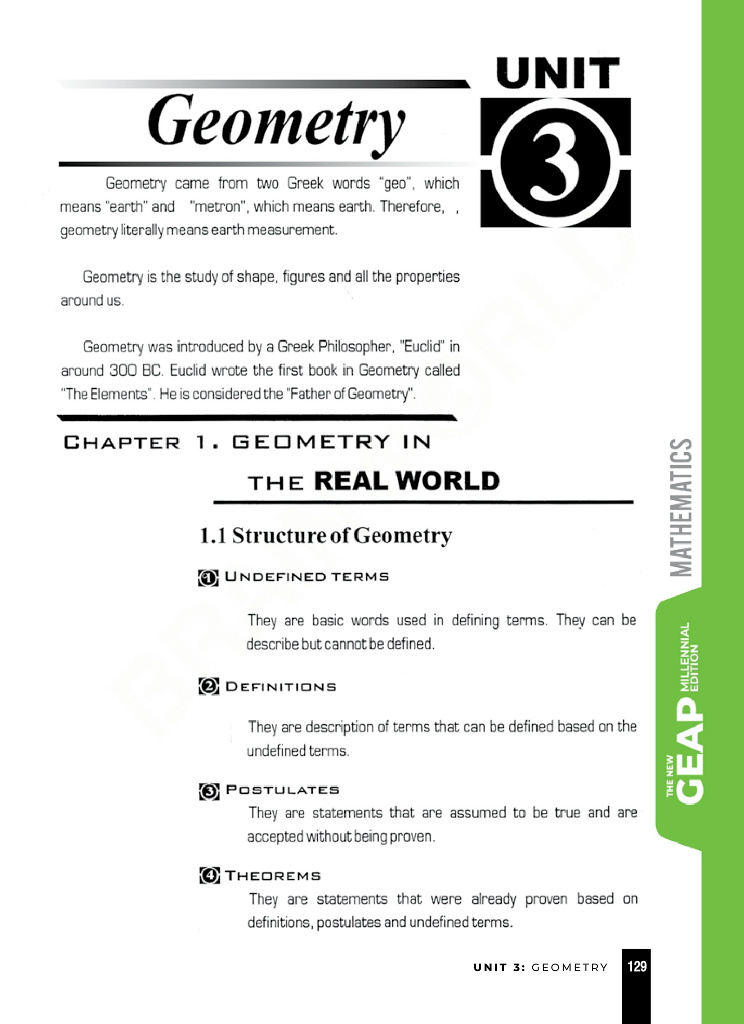 UNIT
3
Geometry
Geometry came from two Greek words "geo", which
means "earth" and "metron", which means earth. Therefore, ,
geometry literally means earth measurement.
Geometry is the study of shape, figures and all the properties
around us.
Geometry was introduced by a Greek Philosopher, "Euclid" in
around 300 BC. Euclid wrote the first book in Geometry called
"The Elements". He is considered the "Father of Geometry".
CHAPTER 1. GEOMETRY IN
THE REAL WORLD
1.1 Structure of Geometry
1 UNDEFINED TERMS
They are basic words used in defining terms. They can be
describe but cannot be defined.
2 DEFINITIONS
They are description of terms that can be defined based on the
undefined terms.
3 POSTULATES
They are statements that are assumed to be true and are
accepted without being proven.
4 THEOREMS
They are statements that were already proven based on
definitions, postulates and undefined terms.
MATHEMATICS
THE NEW
GEAP
MILLENNIAL
EDITION
UNIT 3: GEOMETRY 129